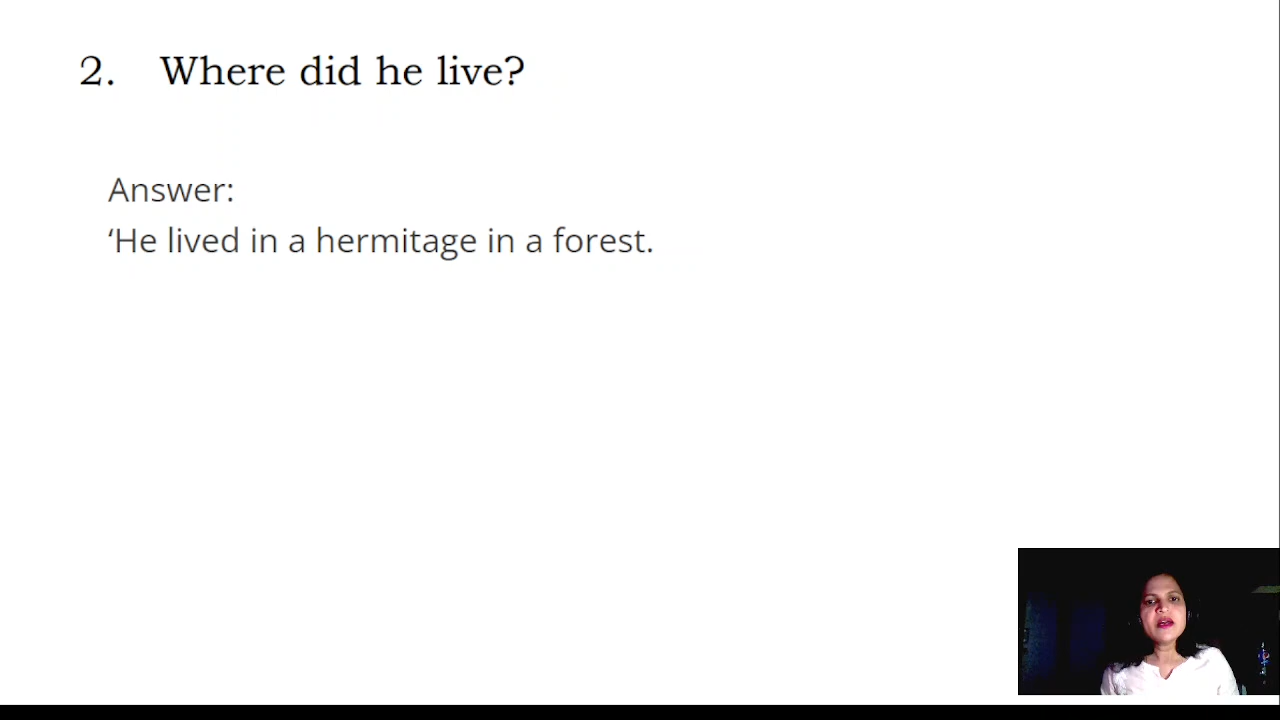 2. Where did he live?
Answer:
‘He lived in a hermitage in a forest.